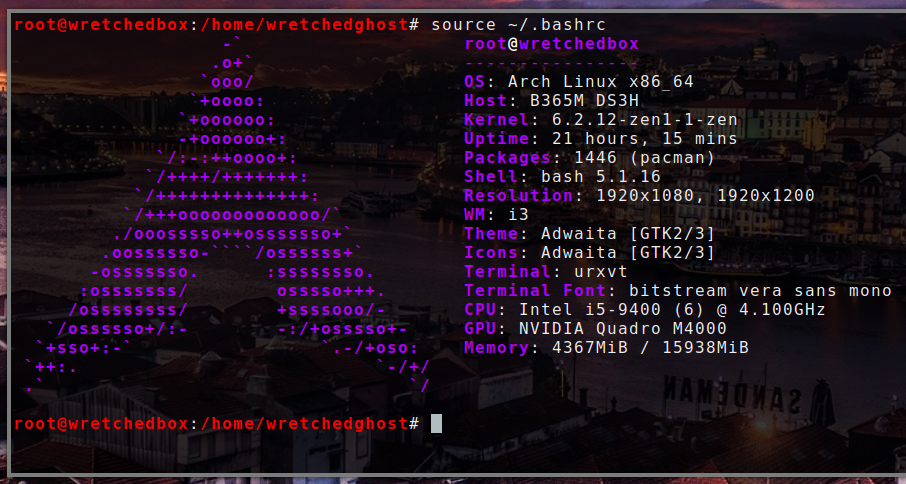 root@wretchedbox:/home/wretchedghost# source ~/.bashrc
                   -`                     root@wretchedbox
                  .o+`                    ----------------
                 `ooo/                    OS: Arch Linux x86_64
                `+oooo:                   Host: B365M DS3H
               `+oooooo:                  Kernel: 6.2.12-zen1-1-zen
               -+oooooo+:                 Uptime: 21 hours, 15 mins
             `/:-:++oooo+:                Packages: 1446 (pacman)
            `/++++/+++++++:               Shell: bash 5.1.16
           `/++++++++++++++:              Resolution: 1920x1080, 1920x1200
          `/+++ooooooooooooo/`            WM: i3
         ./ooosssso++osssssso+`           Theme: Adwaita [GTK2/3]
        .oossssso-````/ossssss+`          Icons: Adwaita [GTK2/3]
       -osssssso.      :ssssssso.         Terminal: urxvt
      :osssssss/        osssso+++.        Terminal Font: bitstream vera sans mono
     /ossssssss/        +ssssooo/-        CPU: Intel i5-9400 (6) @ 4.100GHz
   `/ossssso+/:-        -:/+osssso+-      GPU: NVIDIA Quadro M4000
  `+sso+:-`                 `.-/+oso:     Memory: 4367MiB / 15938MiB
 `++:.                           `-/+/
 .`                                 `/
root@wretchedbox:/home/wretchedghost#
SANDEMAN